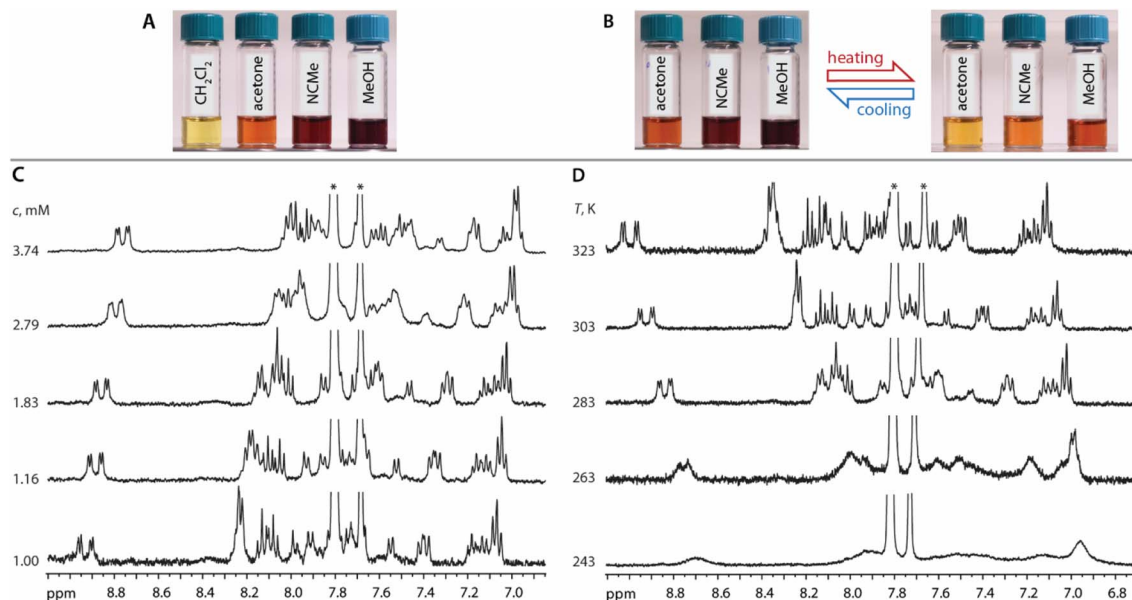 A
CH2Cl2
acetone
NCMe
MeOH
B
acetone
NCMe
MeOH
heating
cooling
acetone
NCMe
MeOH
C
c, mM
* *
3.74
2.79
1.83
1.16
1.00
ppm 8.8 8.6 8.4 8.2 8.0 7.8 7.6 7.4 7.2 7.0
D
T, K
* *
323
303
283
263
243
ppm 8.8 8.6 8.4 8.2 8.0 7.8 7.6 7.4 7.2 7.0 6.8